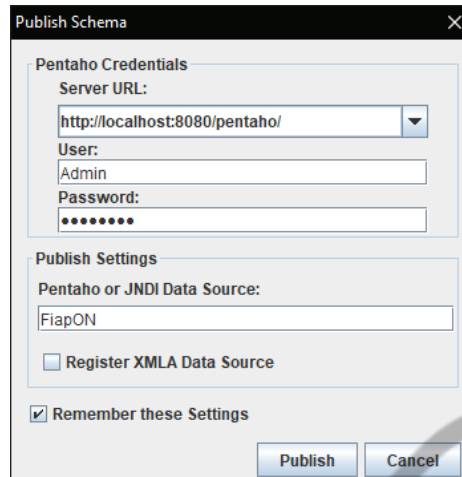 Publish Schema
Pentaho Credentials
Server URL:
http://localhost:8080/pentaho/
User:
Admin
Password:
●●●●●●●●
Publish Settings
Pentaho or JNDI Data Source:
FiapON
Register XMLA Data Source
Remember these Settings
Publish Cancel